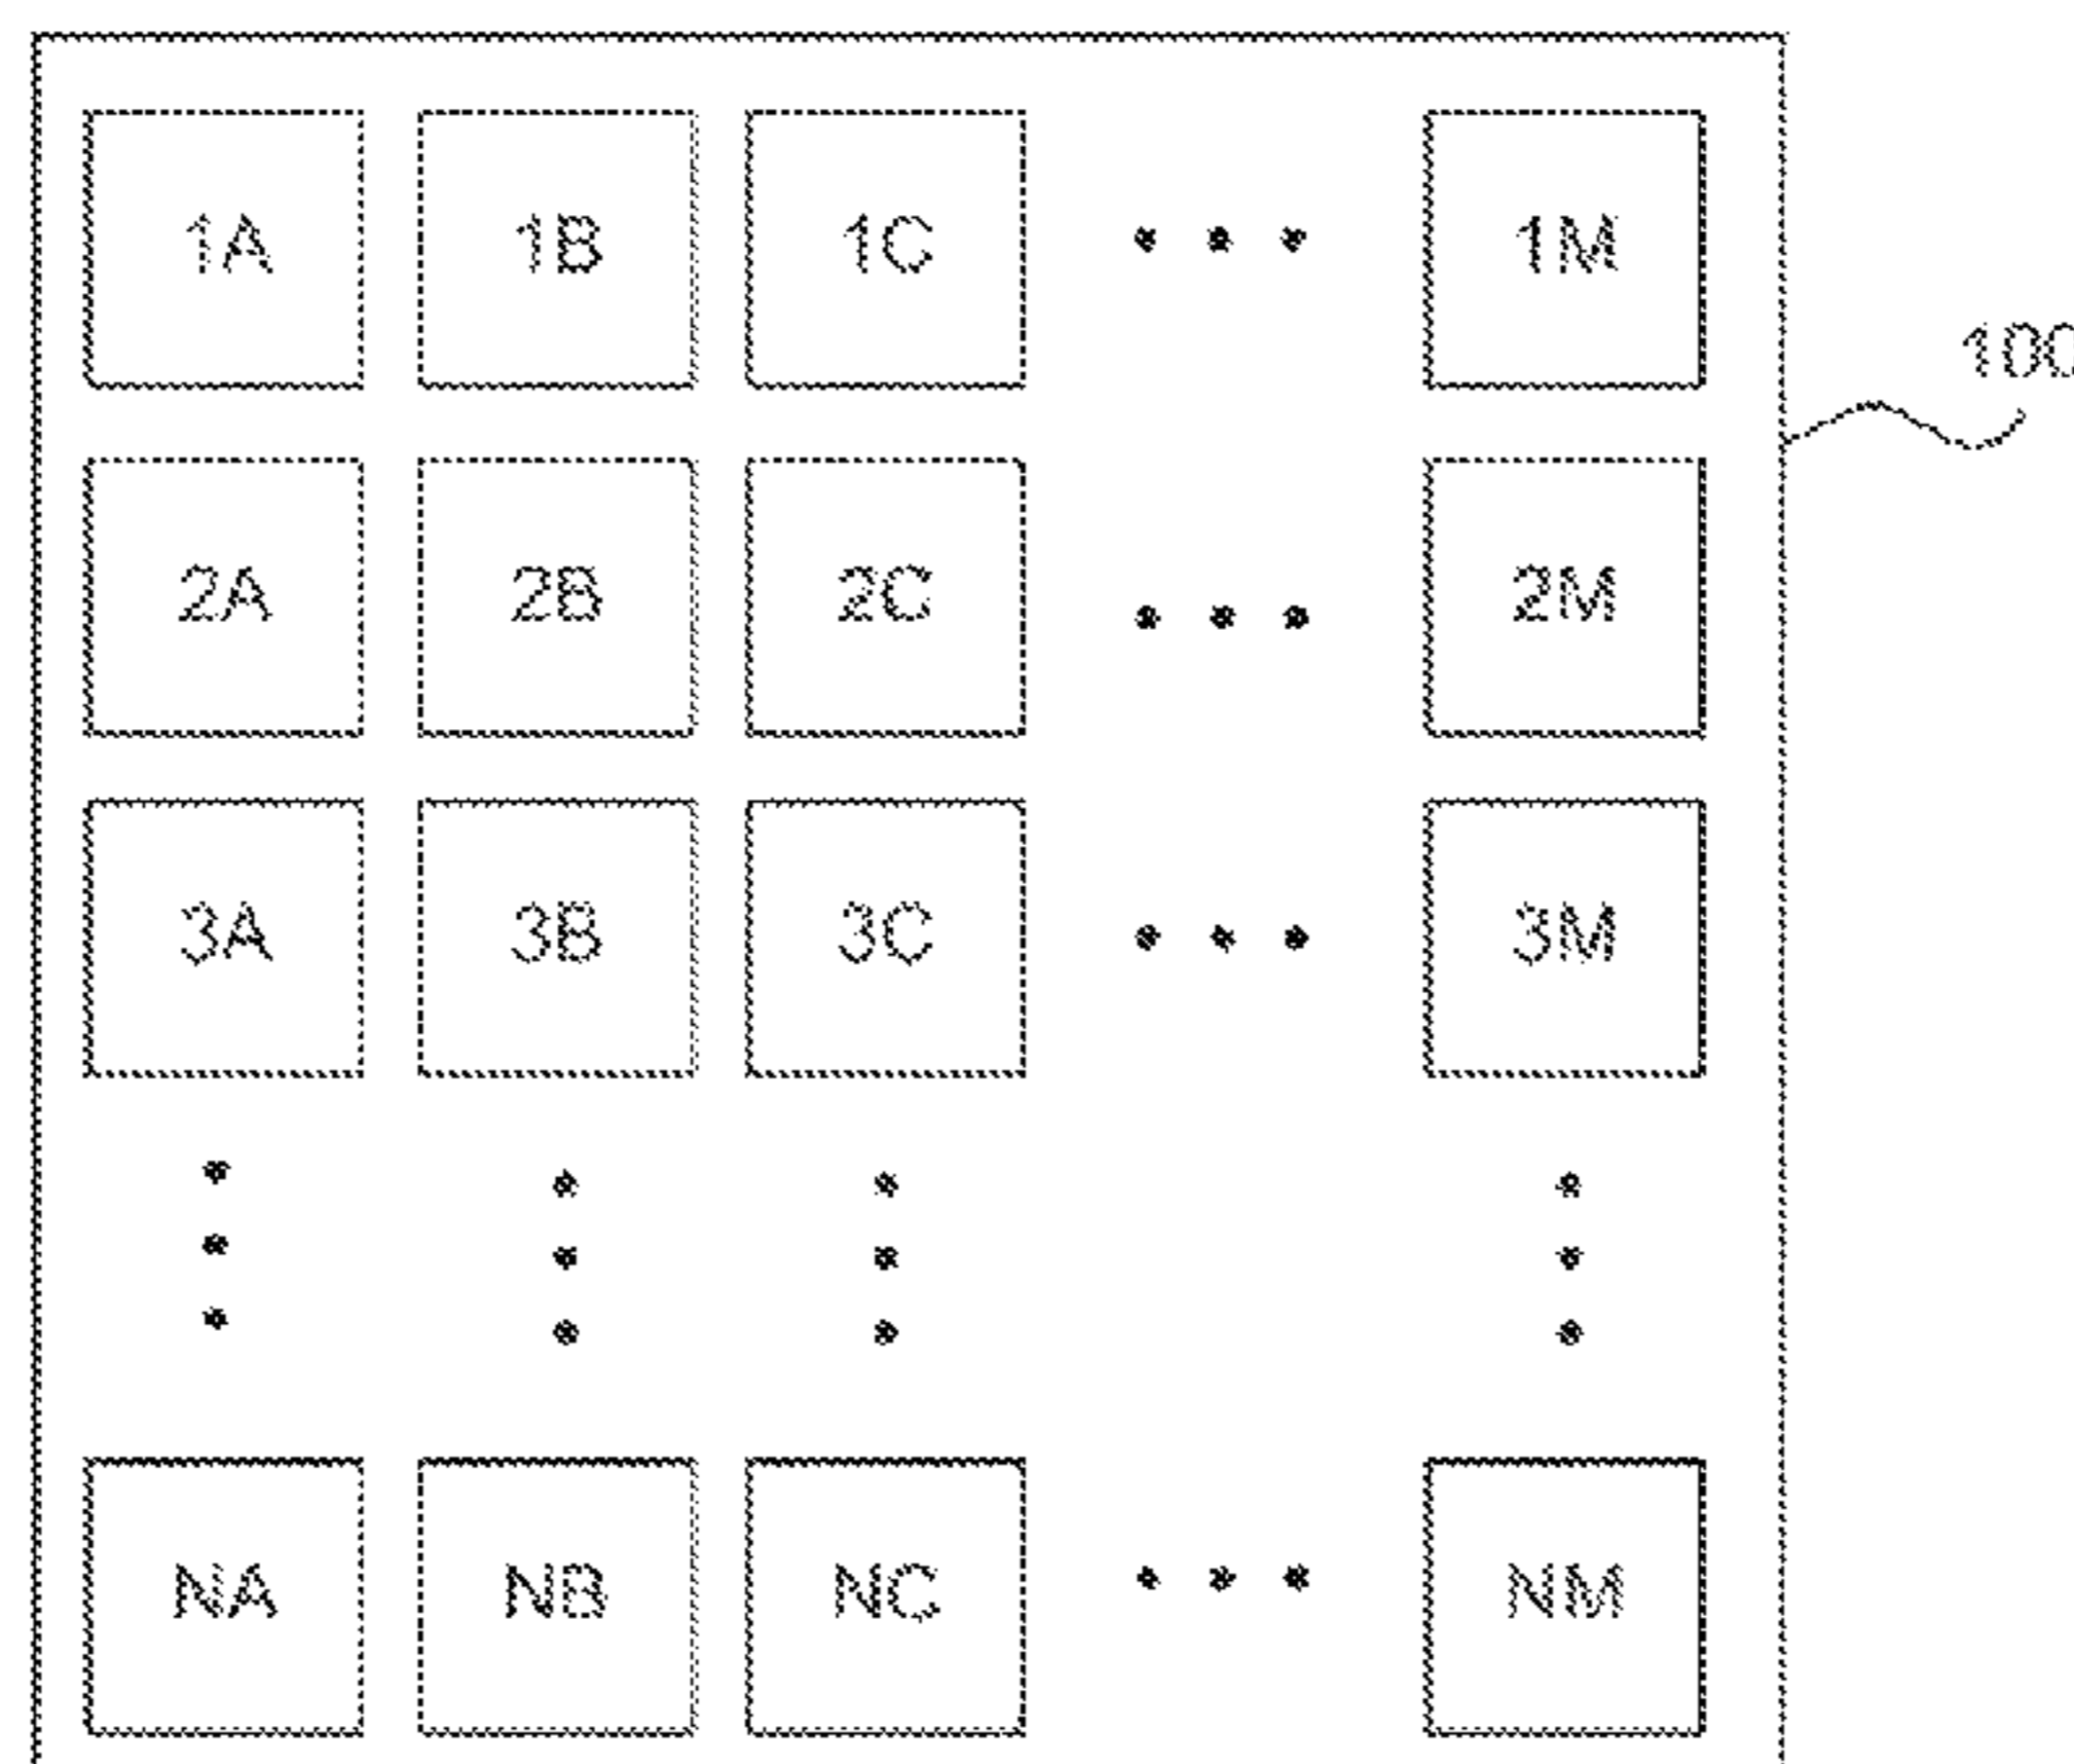 1A 1B 1C • • • 1M
100
2A 2B 2C • • • 2M
3A 3B 3C • • • 3M
NA NB NC • • • NM